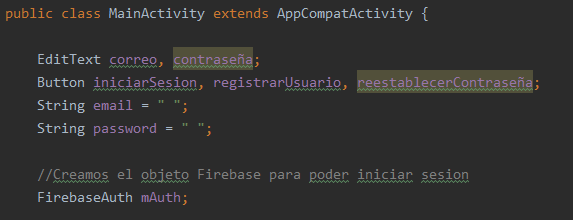 public class MainActivity extends AppCompatActivity {
EditText correo, contraseña;
Button iniciarSesion, registrarUsuario, reestablecerContraseña;
String email = " ";
String password = " ";
//Creamos el objeto Firebase para poder iniciar sesion
FirebaseAuth mAuth;